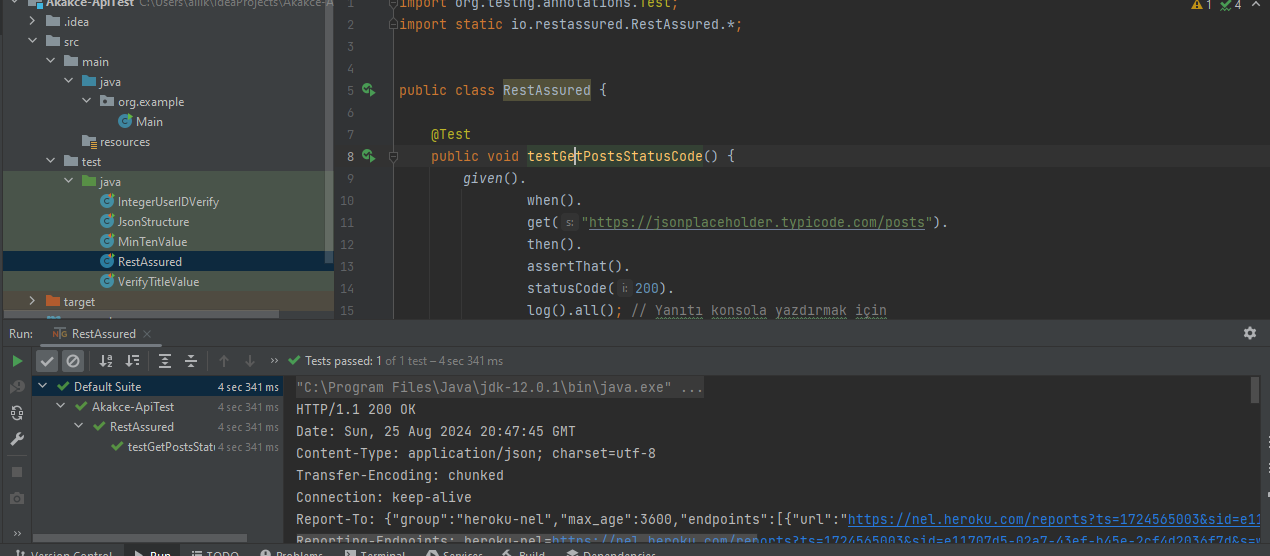 Akakce-ApiTest C:\Users\allik\IdeaProjects\Akakce-A
.idea
src
main
java
org.example
Main
resources
test
java
IntegerUserIDVerify
JsonStructure
MinTenValue
RestAssured
VerifyTitleValue
target
1 import org.testng.annotations.Test;
2 import static io.restassured.RestAssured.*;
3
4
5 public class RestAssured {
6
7 @Test
8 public void testGetPostsStatusCode() {
9 given().
10 when().
11 get( s: "https://jsonplaceholder.typicode.com/posts").
12 then().
13 assertThat().
14 statusCode( i: 200).
15 log().all(); // Yanıtı konsola yazdırmak için
1 4
Run: RestAssured
Tests passed: 1 of 1 test – 4 sec 341 ms
Default Suite 4 sec 341 ms
Akakce-ApiTest 4 sec 341 ms
RestAssured 4 sec 341 ms
testGetPostsStatu 4 sec 341 ms
"C:\Program Files\Java\jdk-12.0.1\bin\java.exe" ...
HTTP/1.1 200 OK
Date: Sun, 25 Aug 2024 20:47:45 GMT
Content-Type: application/json; charset=utf-8
Transfer-Encoding: chunked
Connection: keep-alive
Report-To: {"group":"heroku-nel","max_age":3600,"endpoints":[{"url":"https://nel.heroku.com/reports?ts=1724565003&sid=e11
Reporting-Endpoints: heroku-nel=https://nel.heroku.com/reports?ts=1724565003&sid=e11707d5-02a7-43ef-b45e-2cf4d2036f7d&s=w
Version Control Run TODO Problems Terminal Services Build Dependencies